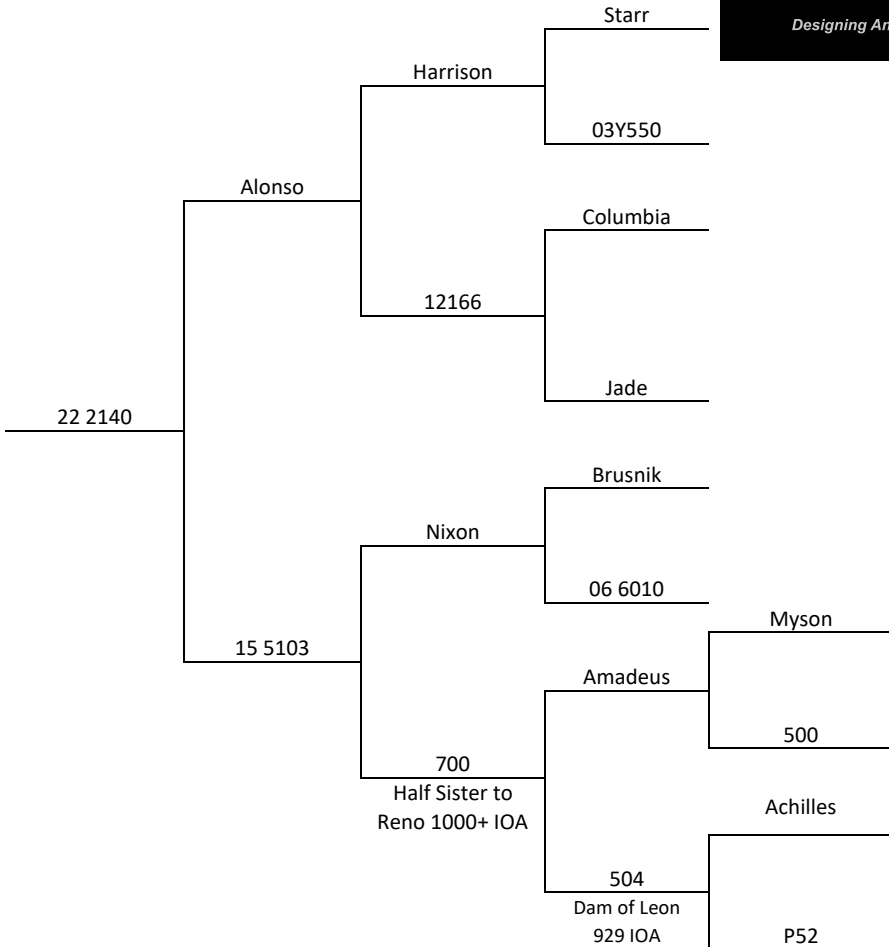 Starr
Designing An
Harrison
03Y550
Alonso
Columbia
12166
Jade
22 2140
Brusnik
Nixon
06 6010
Myson
15 5103
Amadeus
500
700
Half Sister to
Reno 1000+ IOA
Achilles
504
Dam of Leon
929 IOA
P52